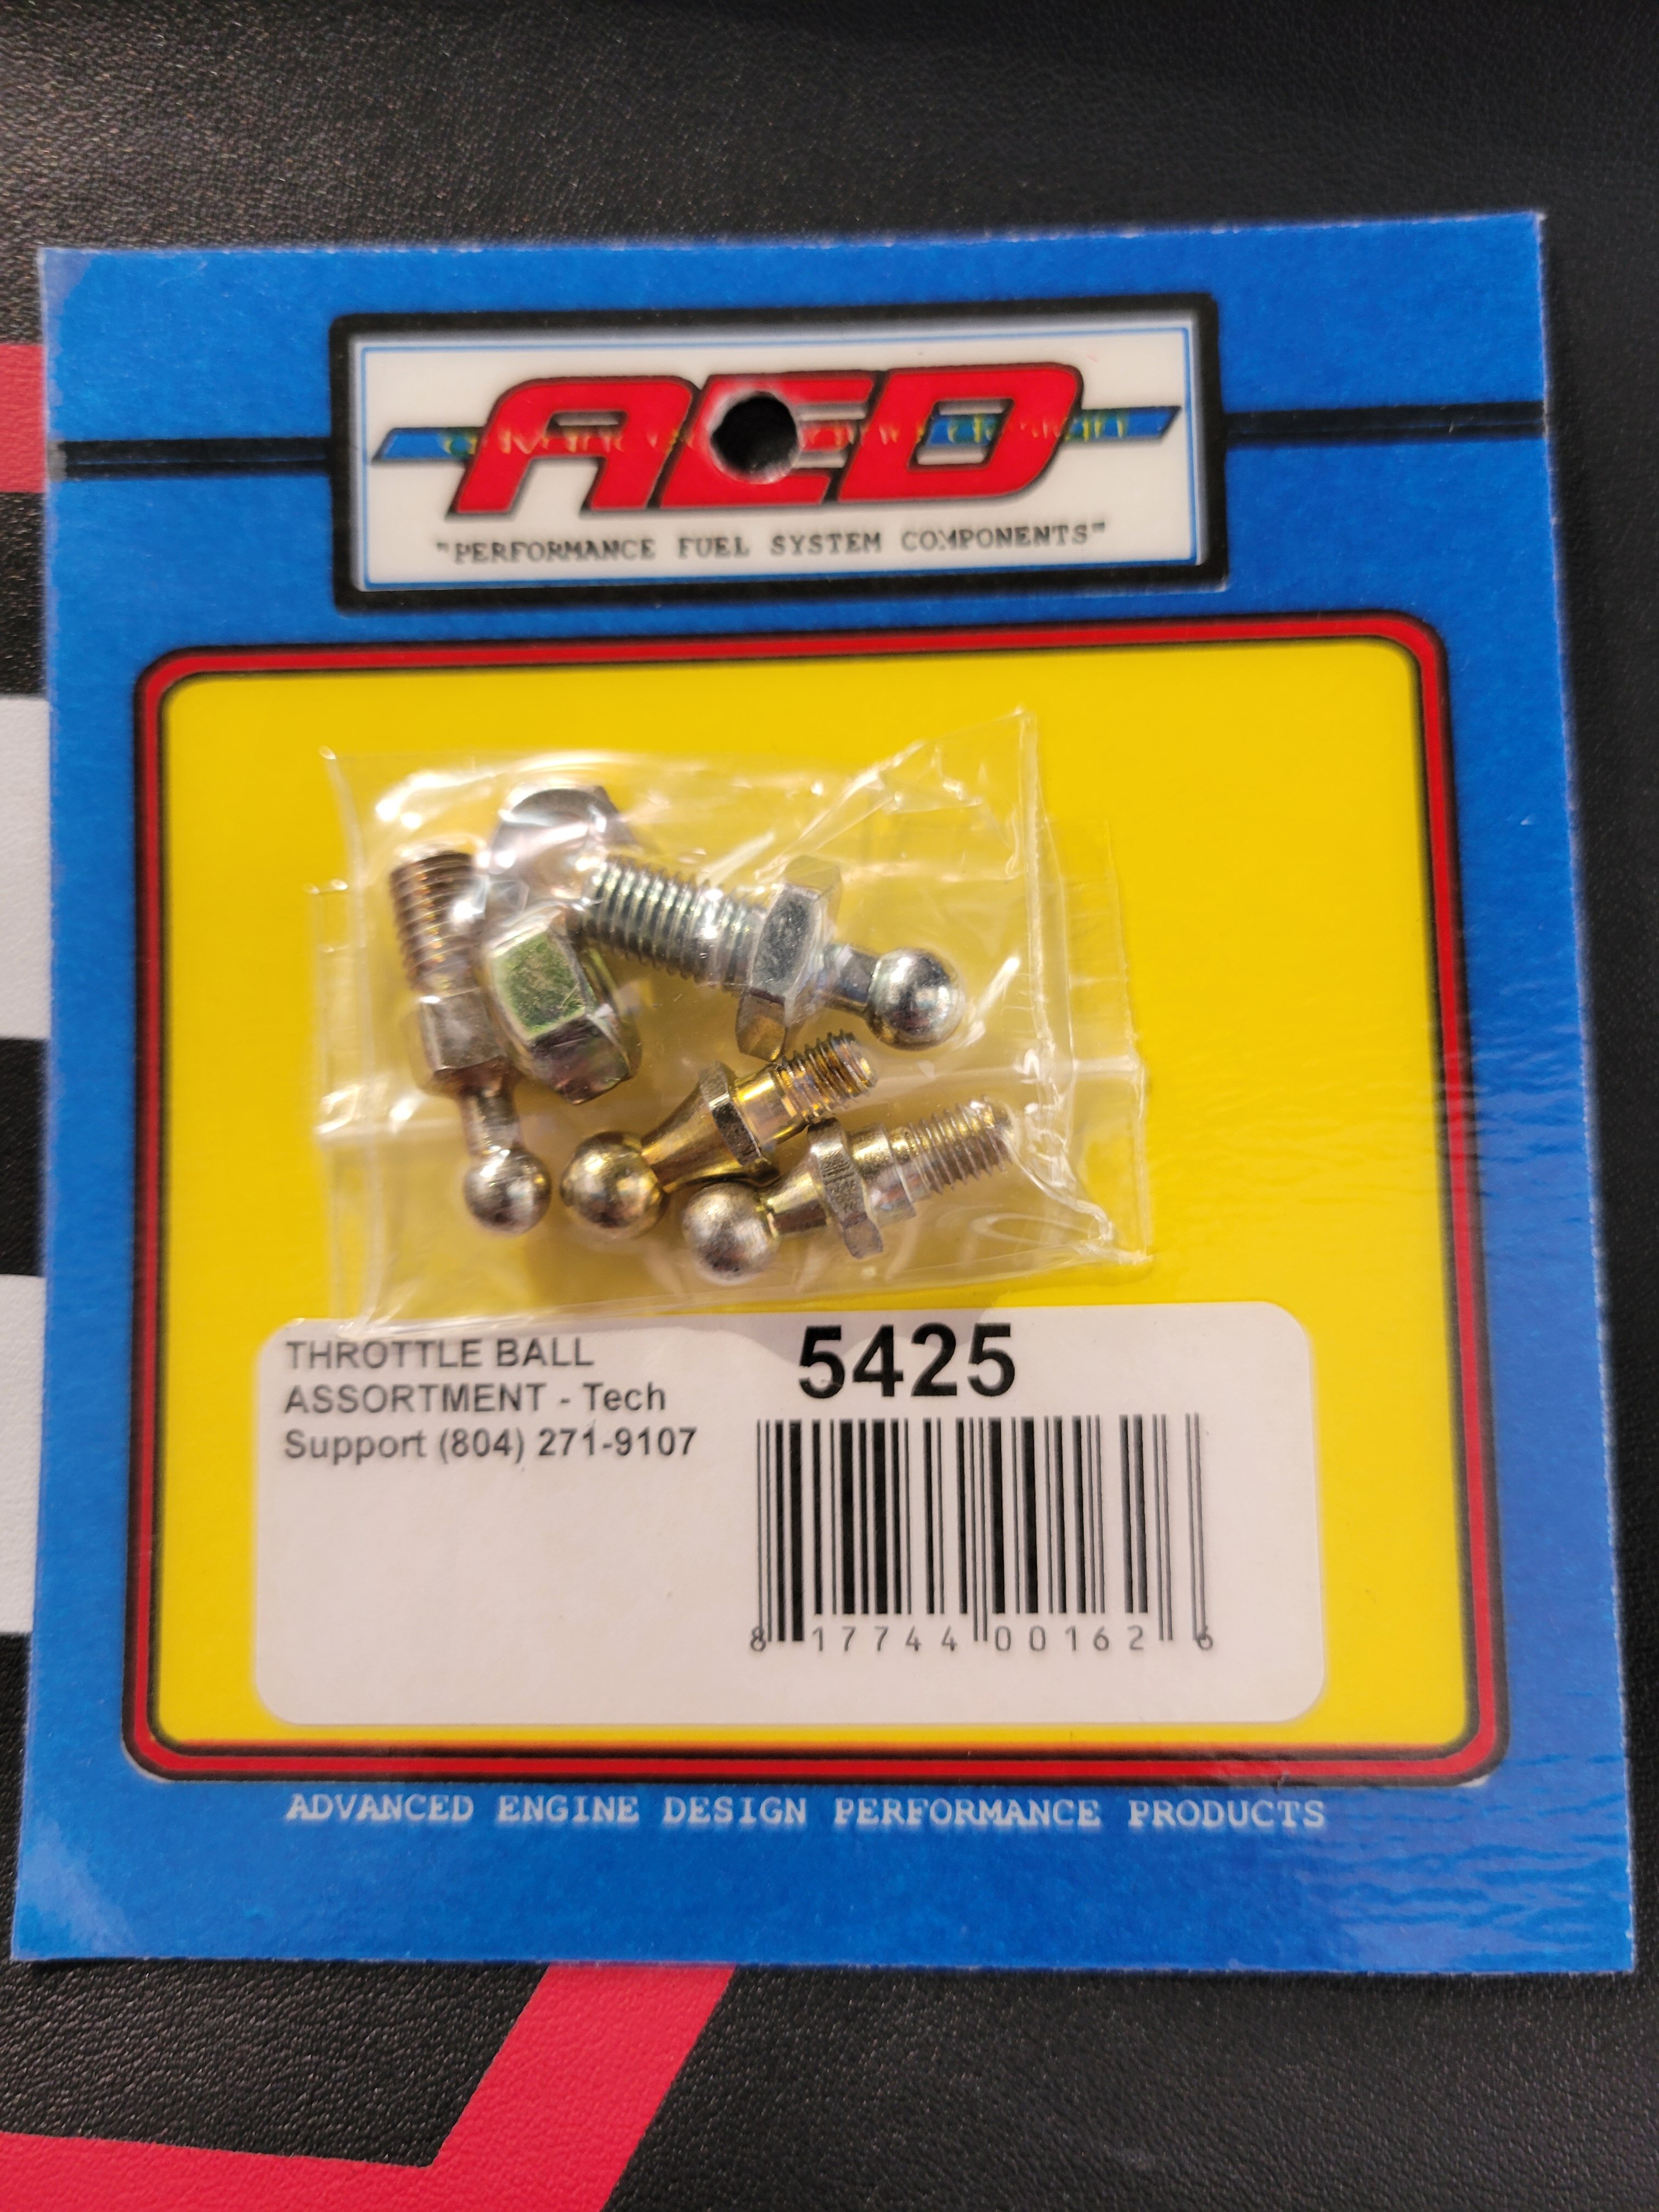 AED
"PERFORMANCE FUEL SYSTEM COMPONENTS"
THROTTLE BALL
ASSORTMENT - Tech
Support (804) 271-9107
5425
8 17744 00162 6
ADVANCED ENGINE DESIGN PERFORMANCE PRODUCTS